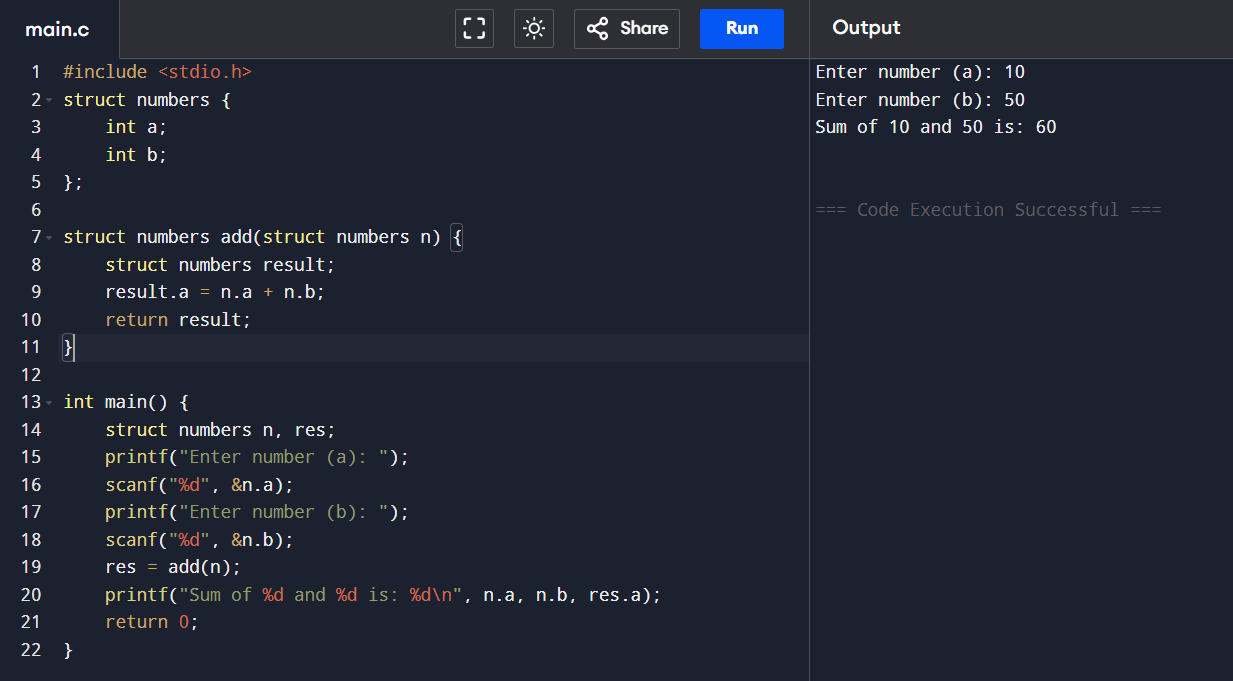 main.c
Share
Run
Output
1 #include <stdio.h>
2 struct numbers {
3     int a;
4     int b;
5 };
6
7 struct numbers add(struct numbers n) {
8     struct numbers result;
9     result.a = n.a + n.b;
10     return result;
11 }
12
13 int main() {
14     struct numbers n, res;
15     printf("Enter number (a): ");
16     scanf("%d", &n.a);
17     printf("Enter number (b): ");
18     scanf("%d", &n.b);
19     res = add(n);
20     printf("Sum of %d and %d is: %d\n", n.a, n.b, res.a);
21     return 0;
22 }
Enter number (a): 10
Enter number (b): 50
Sum of 10 and 50 is: 60
=== Code Execution Successful ===